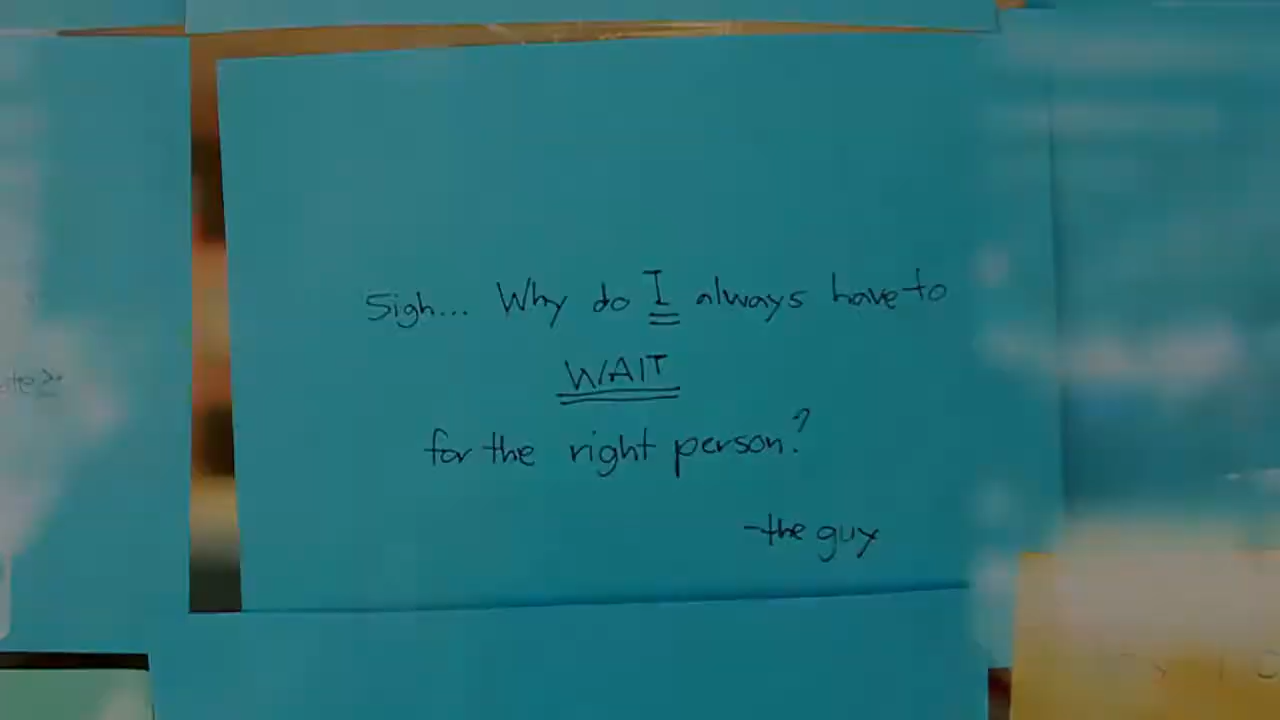 Sigh... Why do I always have to
WAIT
for the right person?
-the guy